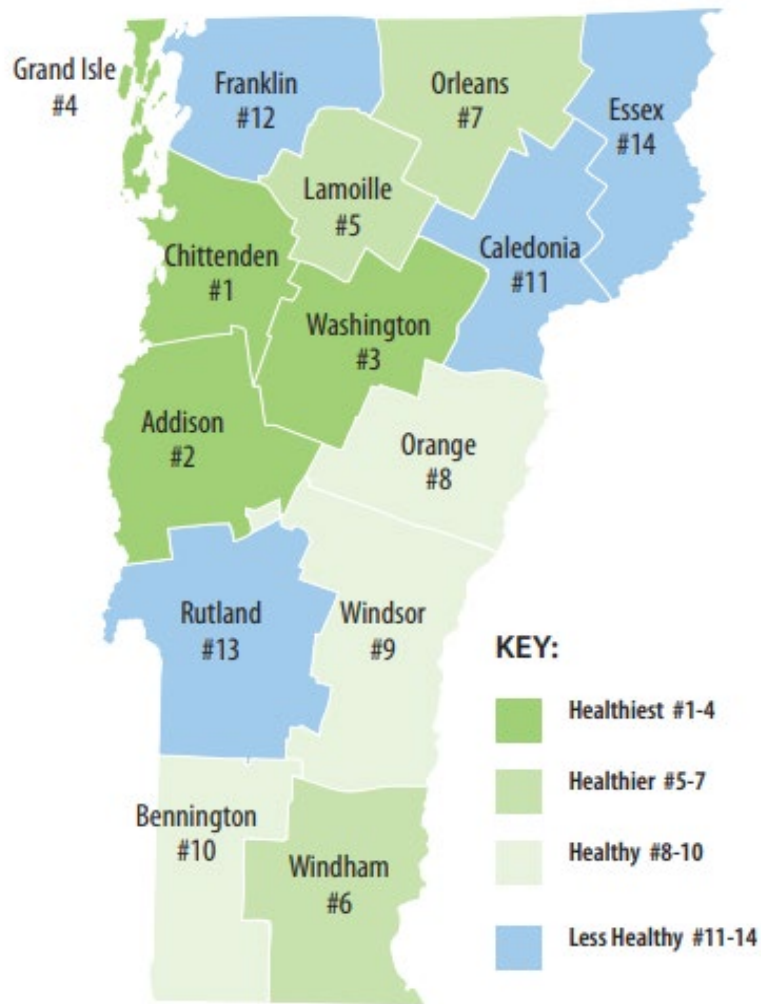 Grand Isle
#4
Franklin
#12
Orleans
#7
Essex
#14
Lamoille
#5
Chittenden
#1
Caledonia
#11
Washington
#3
Addison
#2
Orange
#8
Rutland
#13
Windsor
#9
Bennington
#10
Windham
#6
KEY:
Healthiest #1-4
Healthier #5-7
Healthy #8-10
Less Healthy #11-14